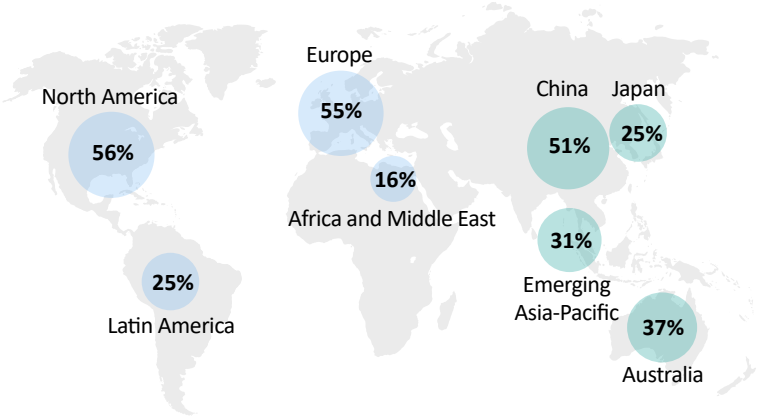 North America
56%
Europe
55%
China
51%
Japan
25%
16%
Africa and Middle East
31%
Emerging
Asia-Pacific
25%
Latin America
37%
Australia